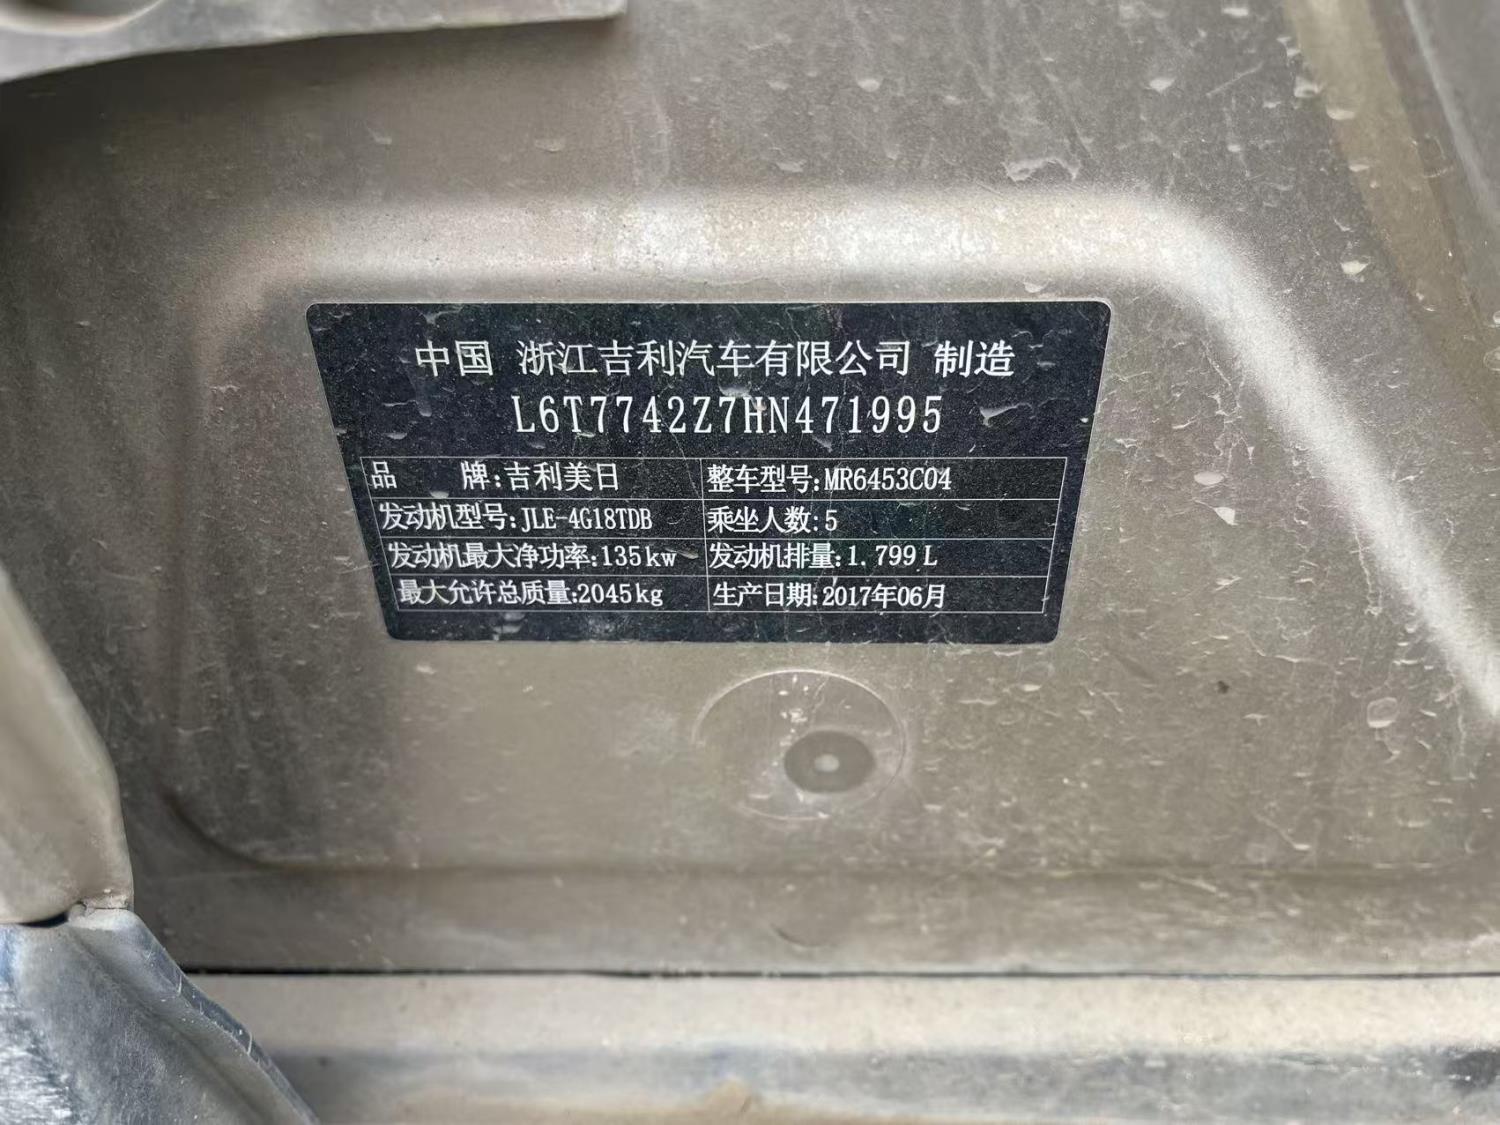 中国 浙江吉利汽车有限公司 制造
L6T7742Z7HN471995
品 牌:吉利美日 整车型号:MR6453C04
发动机型号:JLE-4G18TDB 乘坐人数:5
发动机最大净功率:135kw 发动机排量:1.799L
最大允许总质量:2045kg 生产日期:2017年06月